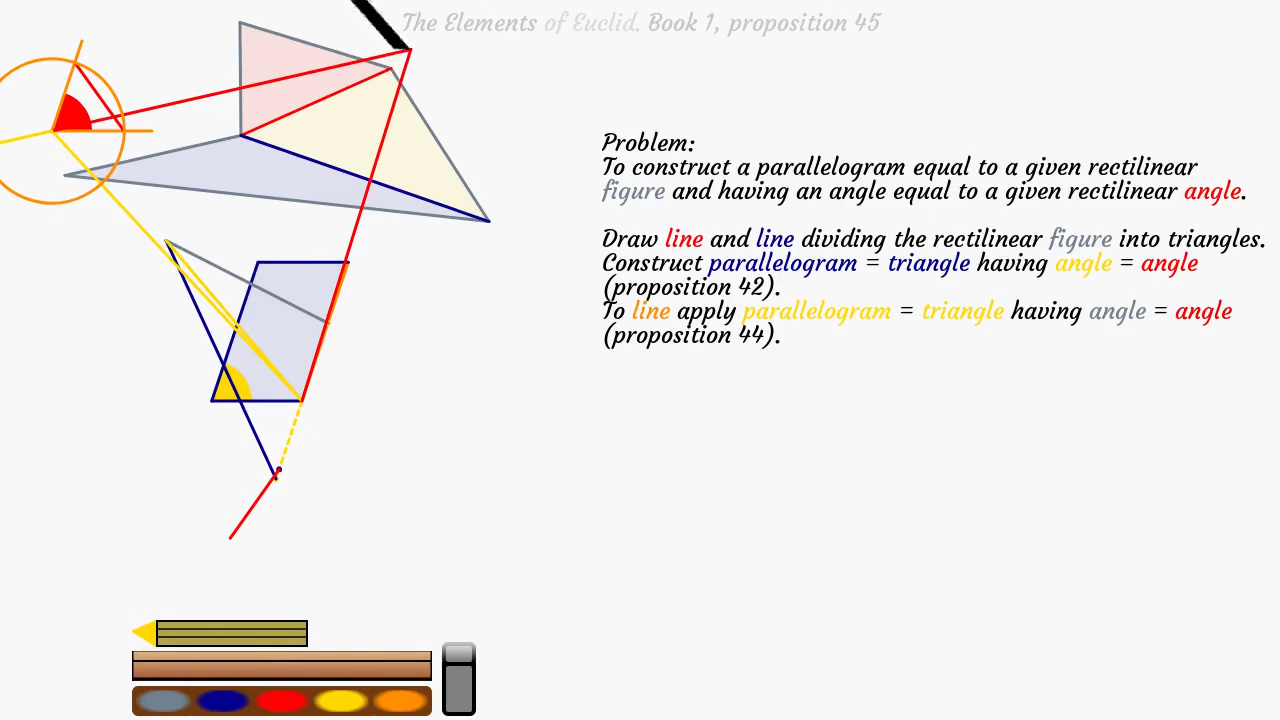 The Elements of Euclid. Book 1, proposition 45
Problem:
To construct a parallelogram equal to a given rectilinear
figure and having an angle equal to a given rectilinear angle.
Draw line and line dividing the rectilinear figure into triangles.
Construct parallelogram = triangle having angle = angle
(proposition 42).
To line apply parallelogram = triangle having angle = angle
(proposition 44).